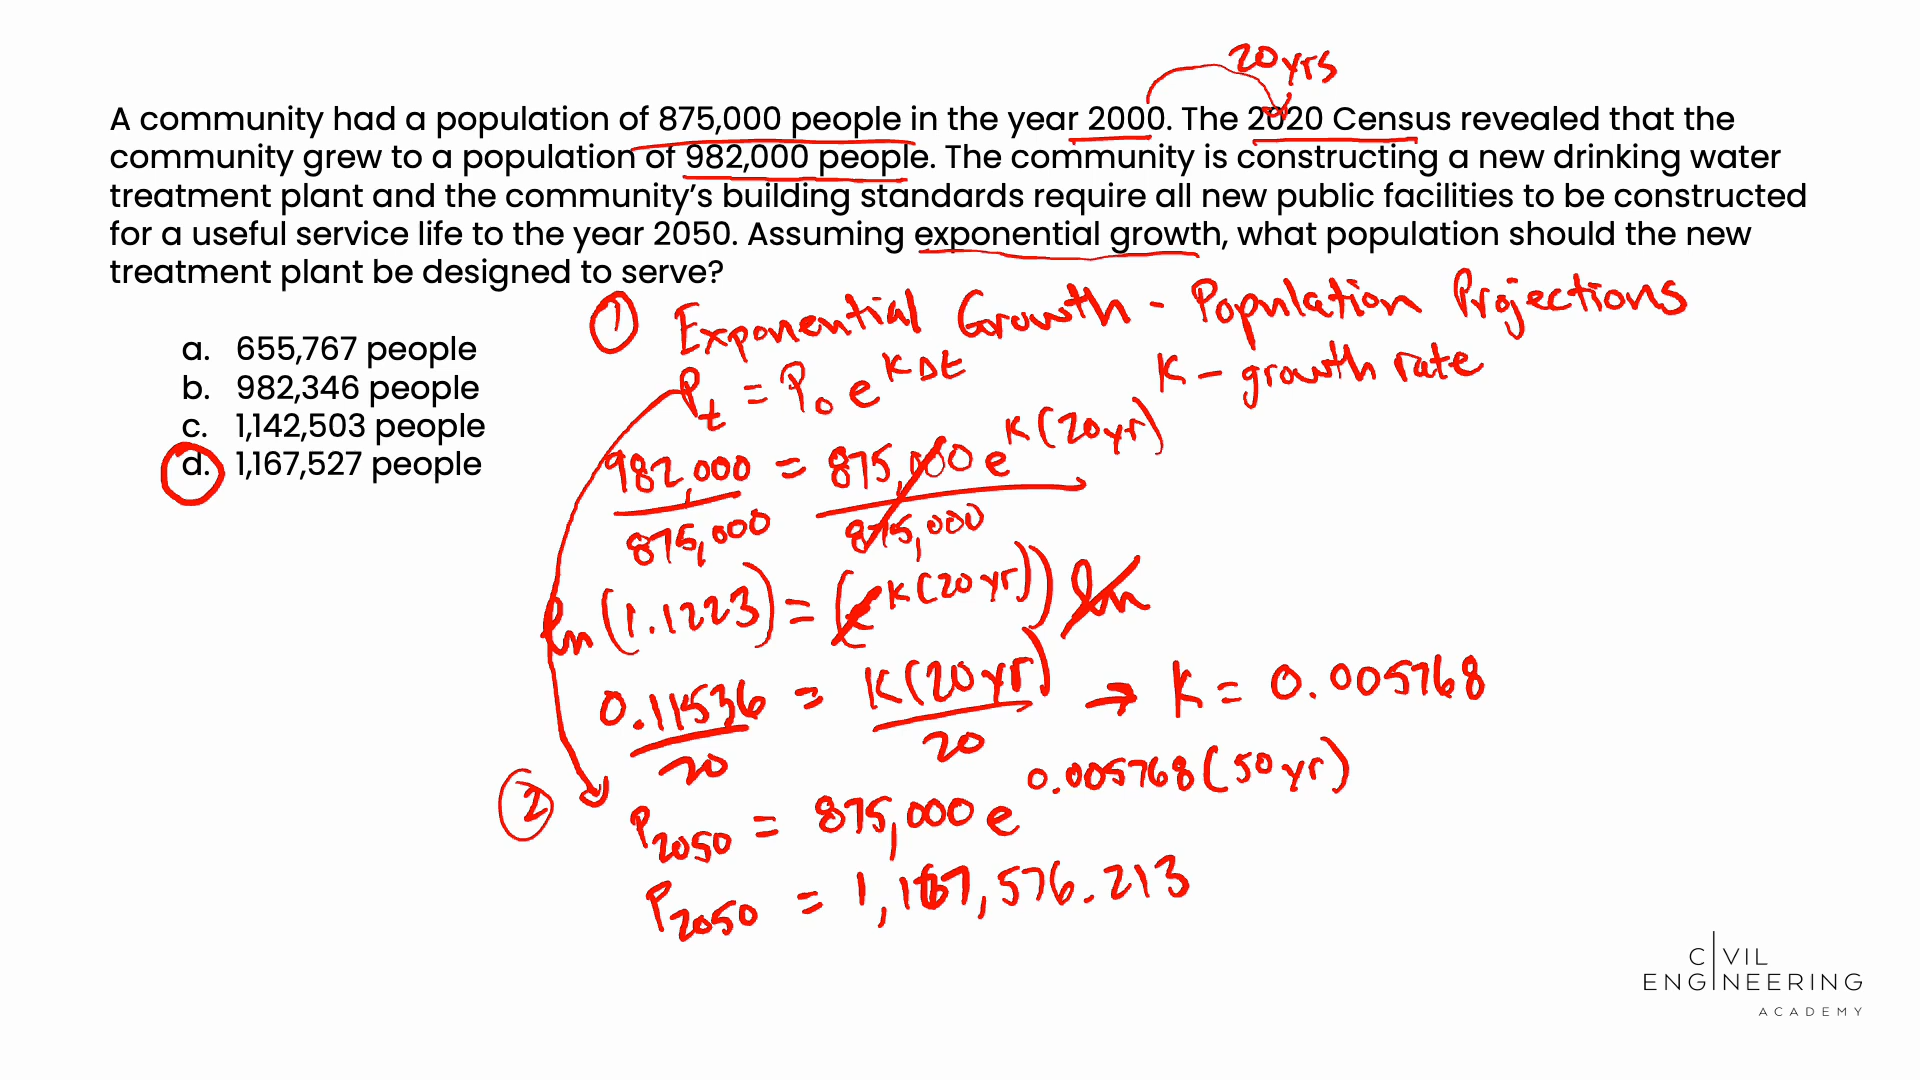 20yrs
A community had a population of 875,000 people in the year 2000. The 2020 Census revealed that the
community grew to a population of 982,000 people. The community is constructing a new drinking water
treatment plant and the community's building standards require all new public facilities to be constructed
for a useful service life to the year 2050. Assuming exponential growth, what population should the new
treatment plant be designed to serve?
a. 655,767 people
b. 982,346 people
c. 1,142,503 people
d. 1,167,527 people
① Exponential Growth - Population Projections
Pt = P0 e^KΔt
K - growth rate
982,000 = 875,000 e^K(20yr)
875,000 875,000
ln(1.1223) = (e^K(20yr)) ln
0.11536 = K(20yr) → K = 0.005768
20 20
② P2050 = 875,000 e^0.005768(50yr)
P2050 = 1,167,576.213
CIVIL
ENGINEERING
ACADEMY